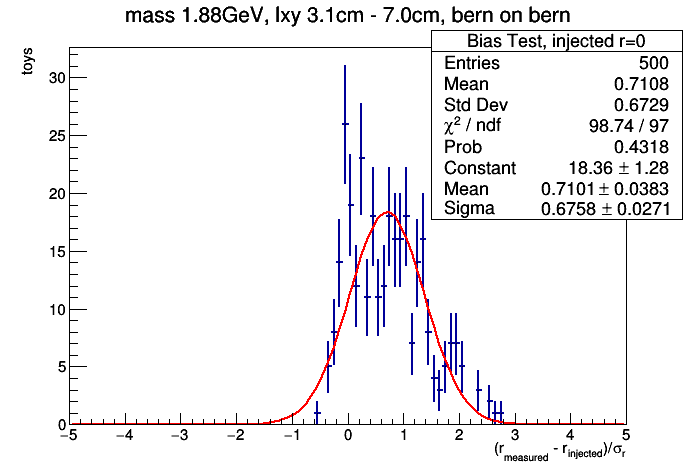 mass 1.88GeV, lxy 3.1cm - 7.0cm, bern on bern
toys
Bias Test, injected r=0
Entries 500
Mean 0.7108
Std Dev 0.6729
χ² / ndf 98.74 / 97
Prob 0.4318
Constant 18.36 ± 1.28
Mean 0.7101 ± 0.0383
Sigma 0.6758 ± 0.0271
30
25
20
15
10
5
0
−5 −4 −3 −2 −1 0 1 2 3 4 5
(r_measured - r_injected)/σ_r